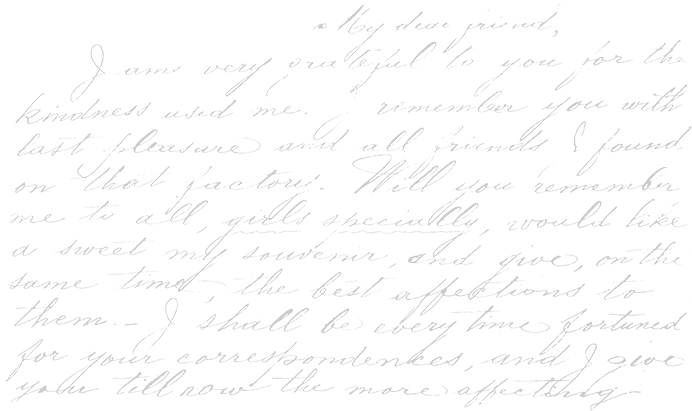 My dear friend,
I am very grateful to you for the
kindness used me. I remember you with
last pleasure and all friends I found
on that factory. Will you remember
me to all, girls specially, would like
a sweet my souvenir, and give, on the
same time, the best affections to
them. – I shall be every time fortuned
for your correspondences, and I give
you till now the more affecting –